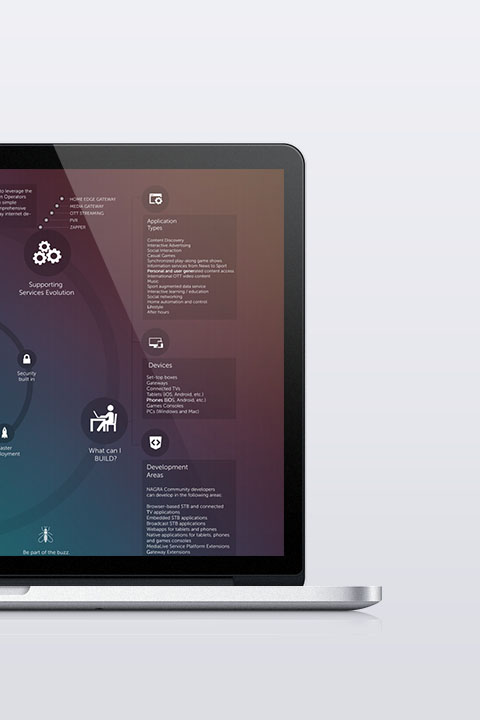 to leverage the
Operators
simple
mprehensive
ay internet de-
HOME EDGE GATEWAY
MEDIA GATEWAY
OTT STREAMING
PVR
ZAPPER
Supporting
Services Evolution
Security
built in
aster
ployment
What can I
BUILD?
Be part of the buzz
Application
Types
Content Discovery
Interactive Advertising
Social Interaction
Casual Games
Synchronized play-along game shows
Information services from News to Sport
Personal and user generated content access
International OTT video content
Music
Sport augmented data service
Interactive learning / education
Social networking
Home automation and control
Lifestyle
After hours
Devices
Set-top boxes
Gateways
Connected TVs
Tablets (iOS, Android, etc.)
Phones (iOS, Android, etc.)
Games Consoles
PCs (Windows and Mac)
Development
Areas
NAGRA Community developers
can develop in the following areas:
Browser-based STB and connected
TV applications
Embedded STB applications
Broadcast STB applications
Webapps for tablets and phones
Native applications for tablets, phones
and games consoles
MediaLive Service Platform Extensions
Gateway Extensions